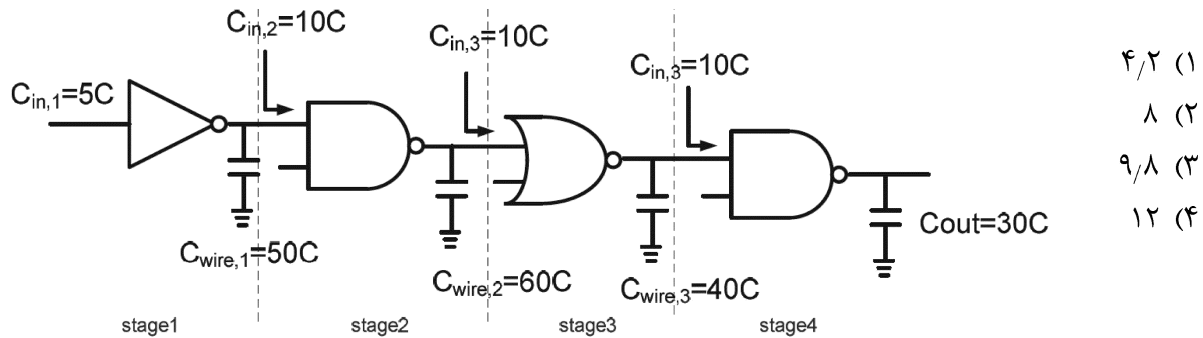 C_in,1=5C
C_in,2=10C
C_in,3=10C
C_in,3=10C
C_wire,1=50C
C_wire,2=60C
C_wire,3=40C
Cout=30C
stage1
stage2
stage3
stage4
۱) ۴٫۲
۲) ۸
۳) ۹٫۸
۴) ۱۲